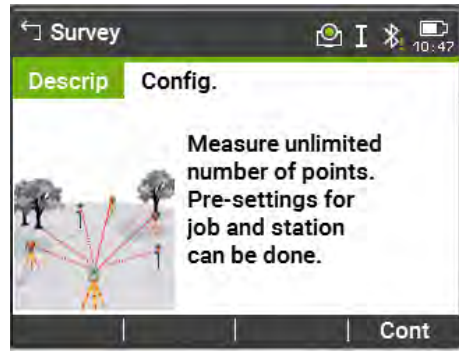 Survey
I
10:47
Descrip Config.
Measure unlimited
number of points.
Pre-settings for
job and station
can be done.
Cont